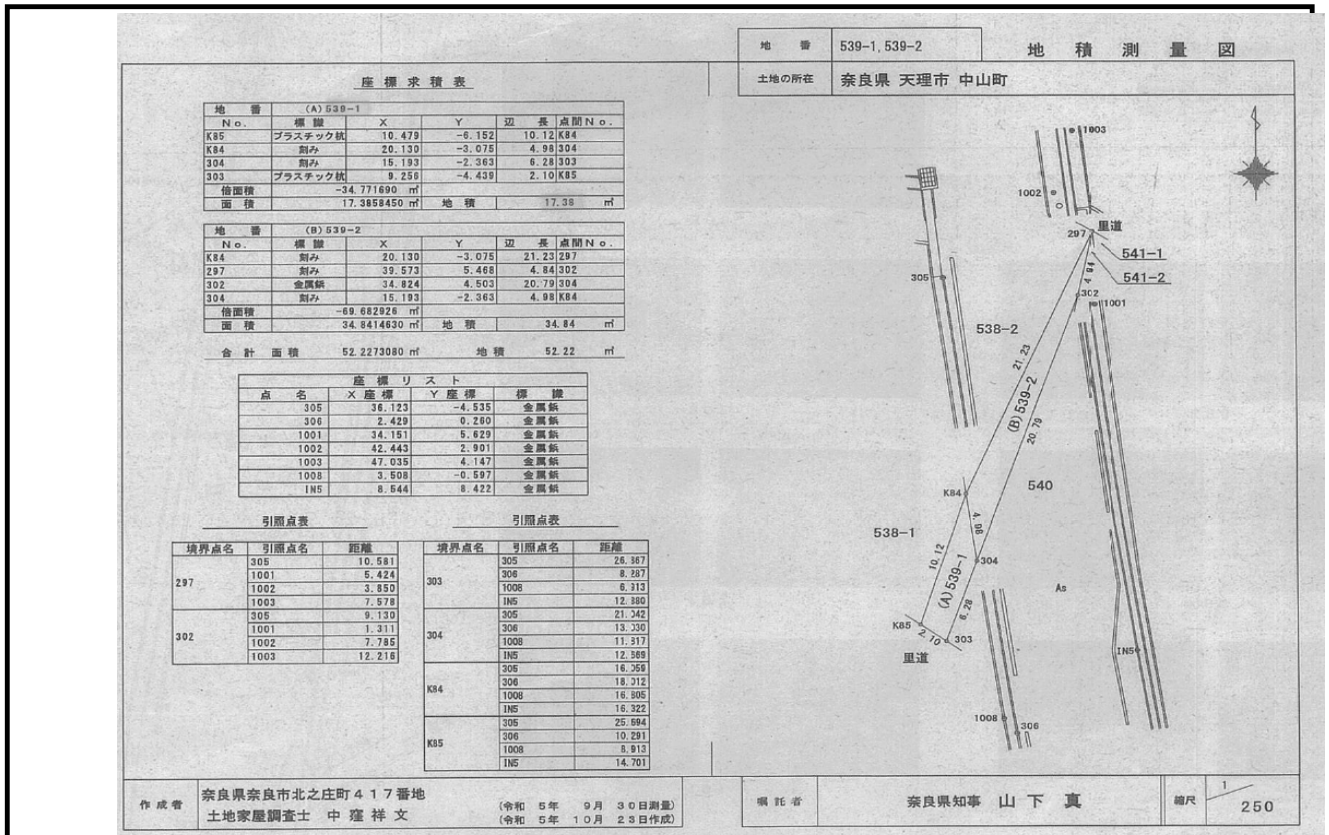 地番 539-1,539-2 地積測量図
土地の所在 奈良県 天理市 中山町
座標求積表
地番 (A)539-1
No. 標識 X Y 辺長 点間No.
K85 プラスチック杭 10.479 -6.152 10.12 K84
K84 刻み 20.130 -3.075 4.98 304
304 刻み 15.193 -2.363 6.28 303
303 プラスチック杭 9.256 -4.439 2.10 K85
倍面積 -34.771690 ㎡
面積 17.3858450 ㎡ 地積 17.38 ㎡
地番 (B)539-2
No. 標識 X Y 辺長 点間No.
K84 刻み 20.130 -3.075 21.23 297
297 刻み 39.573 5.468 4.84 302
302 金属鋲 34.824 4.503 20.79 304
304 刻み 15.193 -2.363 4.98 K84
倍面積 -69.682926 ㎡
面積 34.8414630 ㎡ 地積 34.84 ㎡
合計 面積 52.2273080 ㎡ 地積 52.22 ㎡
座標リスト
点名 X座標 Y座標 標識
305 36.123 -4.535 金属鋲
306 2.429 0.260 金属鋲
1001 34.151 5.629 金属鋲
1002 42.443 2.901 金属鋲
1003 47.035 4.147 金属鋲
1008 3.508 -0.597 金属鋲
IN5 8.544 8.422 金属鋲
引照点表
境界点名 引照点名 距離
297
305 10.581
1001 5.424
1002 3.850
1003 7.578
302
305 9.130
1001 1.311
1002 7.785
1003 12.216
引照点表
境界点名 引照点名 距離
303
305 26.867
306 8.287
1008 6.913
IN5 12.880
304
305 21.042
306 13.030
1008 11.817
IN5 12.669
K84
305 16.059
306 18.012
1008 16.805
IN5 16.322
K85
305 25.694
306 10.291
1008 8.913
IN5 14.701
1003
1002
297
里道
541-1
541-2
4.94
302
1001
305
538-2
21.23
(B)539-2
20.79
540
K84
4.98
538-1
10.12
(A)539-1
304
6.28
As
K85
2.10
303
里道
IN5
1008
306
作成者
奈良県奈良市北之庄町417番地
土地家屋調査士 中窪祥文
(令和 5年 9月 30日測量)
(令和 5年 10月 23日作成)
嘱託者 奈良県知事 山下 真
縮尺 1/250